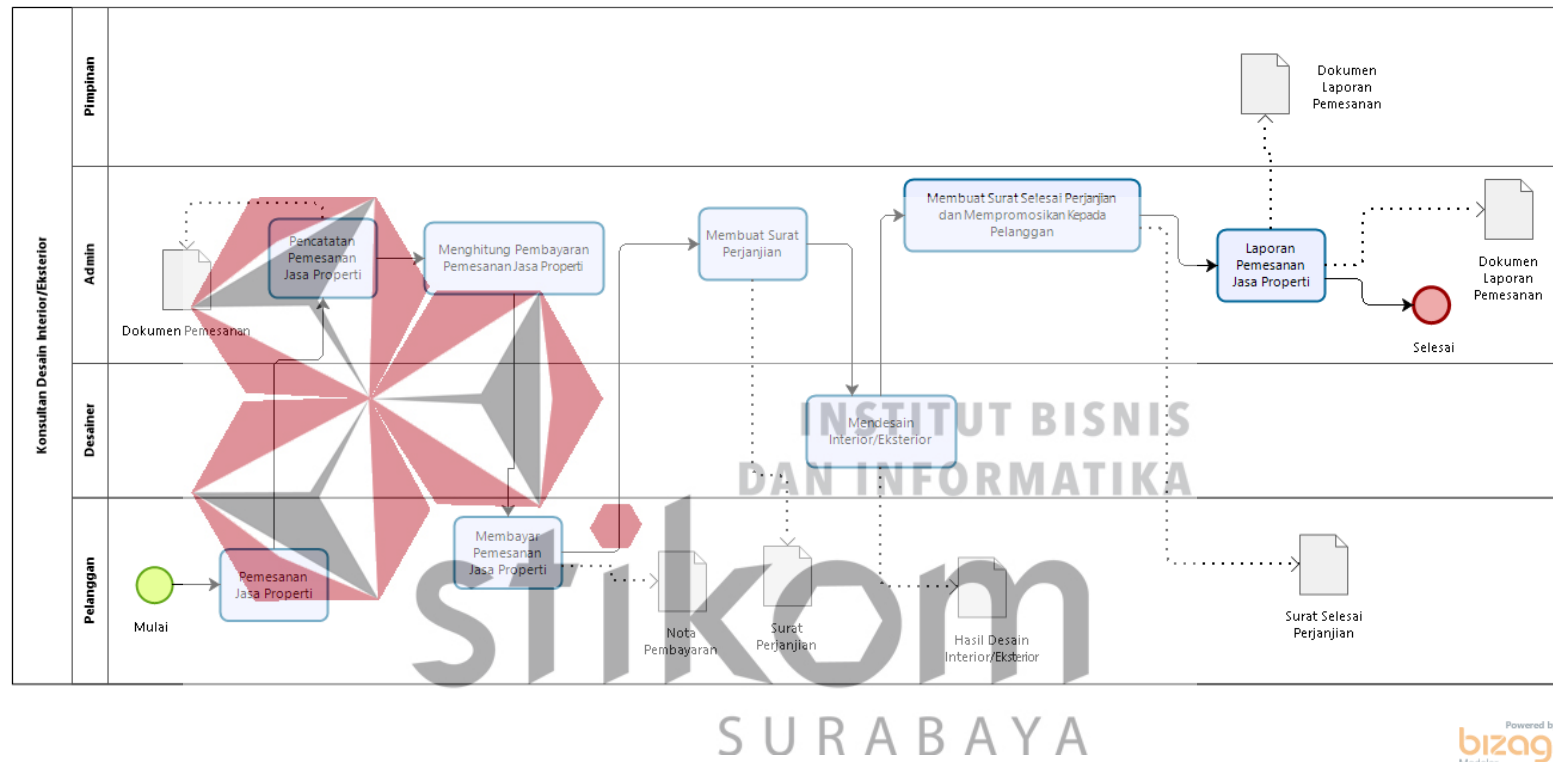 Konsultan Desain Interior/Eksterior
Pimpinan
Dokumen
Laporan
Pemesanan
Admin
Dokumen Pemesanan
Pencatatan
Pemesanan
Jasa Properti
Menghitung Pembayaran
Pemesanan Jasa Properti
Membuat Surat
Perjanjian
Membuat Surat Selesai Perjanjian
dan Mempromosikan Kepada
Pelanggan
Laporan
Pemesanan
Jasa Properti
Dokumen
Laporan
Pemesanan
Selesai
Desainer
Mendesain
Interior/Eksterior
INSTITUT BISNIS
DAN INFORMATIKA
Pelanggan
Mulai
Pemesanan
Jasa Properti
Membayar
Pemesanan
Jasa Properti
Nota
Pembayaran
Surat
Perjanjian
Hasil Desain
Interior/Eksterior
Surat Selesai
Perjanjian
stikom
SURABAYA
Powered b
bizag